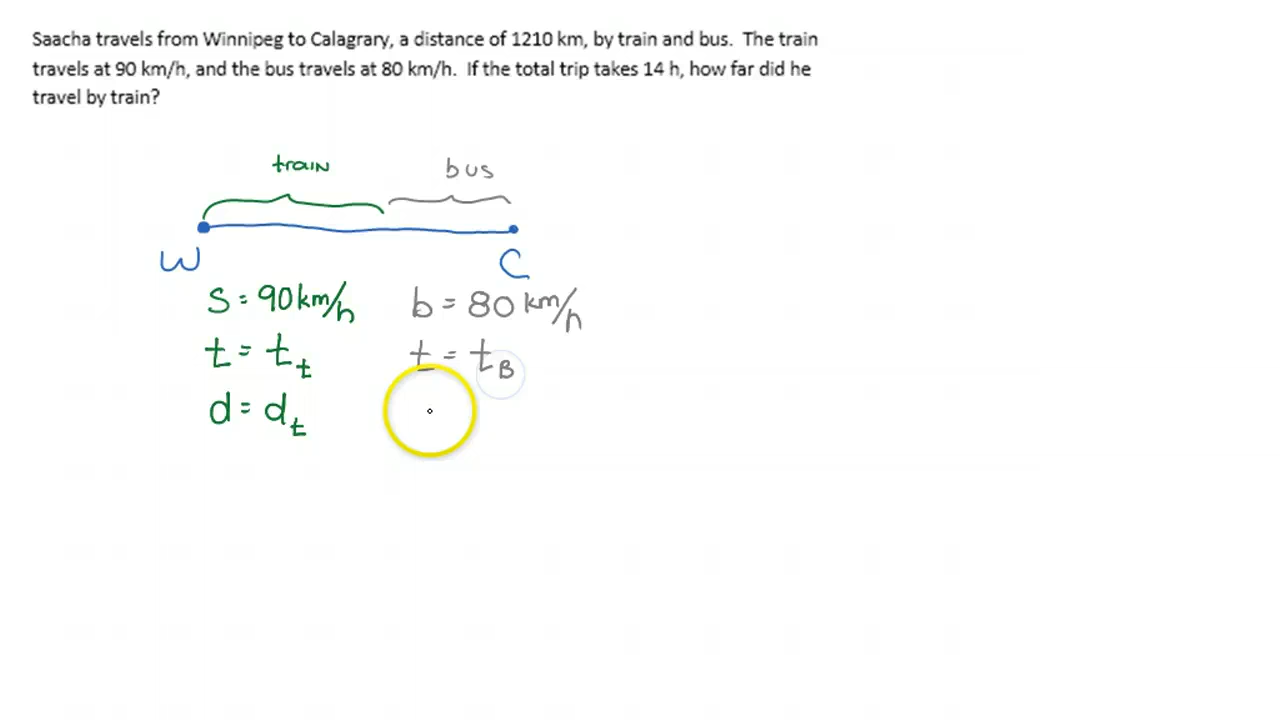 Saacha travels from Winnipeg to Calagrary, a distance of 1210 km, by train and bus. The train
travels at 90 km/h, and the bus travels at 80 km/h. If the total trip takes 14 h, how far did he
travel by train?
train bus
W C
s = 90 km/h b = 80 km/h
t = t_t t = t_B
d = d_t